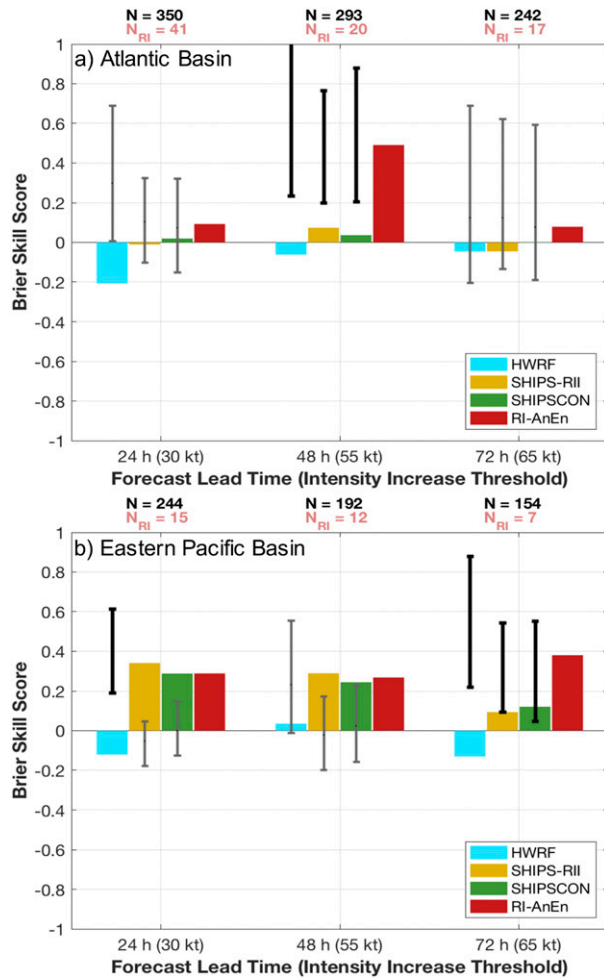 N = 350 N = 293 N = 242
N_RI = 41 N_RI = 20 N_RI = 17
a) Atlantic Basin
1
0.8
0.6
0.4
0.2
0
-0.2
-0.4
-0.6
-0.8
-1
Brier Skill Score
HWRF
SHIPS-RII
SHIPSCON
RI-AnEn
24 h (30 kt) 48 h (55 kt) 72 h (65 kt)
Forecast Lead Time (Intensity Increase Threshold)
N = 244 N = 192 N = 154
N_RI = 15 N_RI = 12 N_RI = 7
b) Eastern Pacific Basin
1
0.8
0.6
0.4
0.2
0
-0.2
-0.4
-0.6
-0.8
-1
Brier Skill Score
HWRF
SHIPS-RII
SHIPSCON
RI-AnEn
24 h (30 kt) 48 h (55 kt) 72 h (65 kt)
Forecast Lead Time (Intensity Increase Threshold)